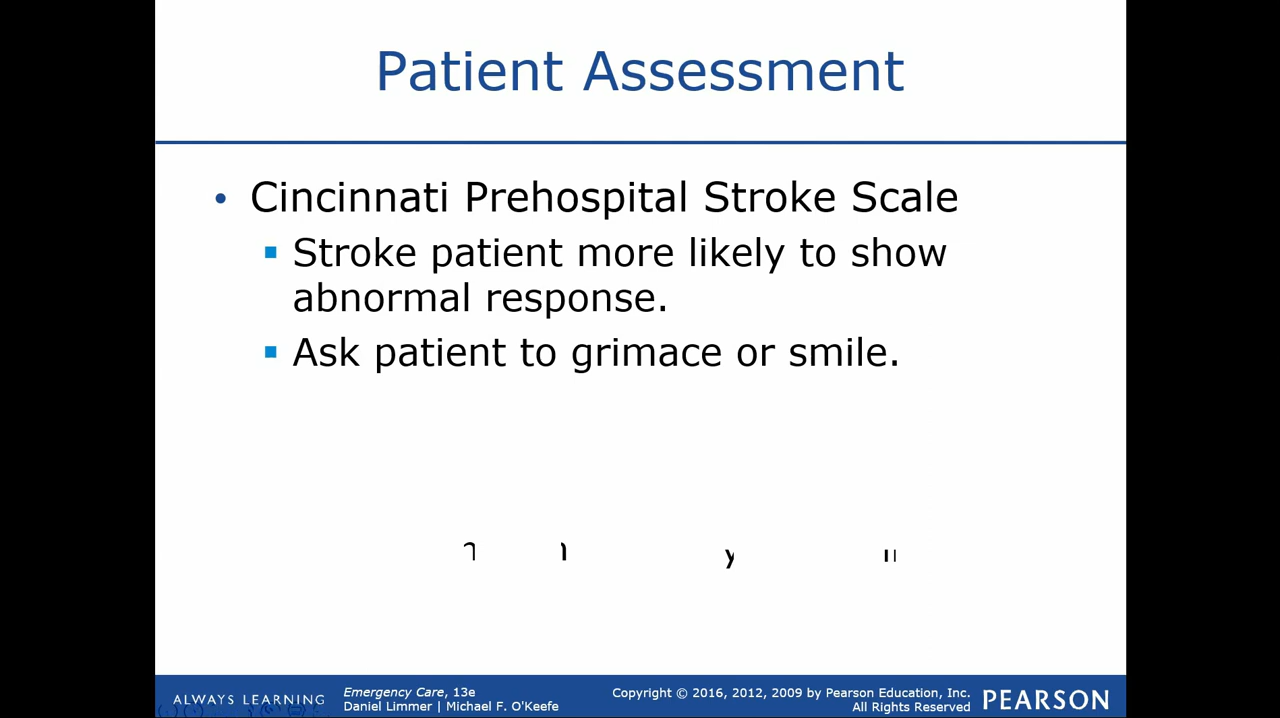 Patient Assessment
• Cincinnati Prehospital Stroke Scale
▪ Stroke patient more likely to show
abnormal response.
▪ Ask patient to grimace or smile.
ALWAYS LEARNING
Emergency Care, 13e
Daniel Limmer | Michael F. O'Keefe
Copyright © 2016, 2012, 2009 by Pearson Education, Inc.
All Rights Reserved
PEARSON